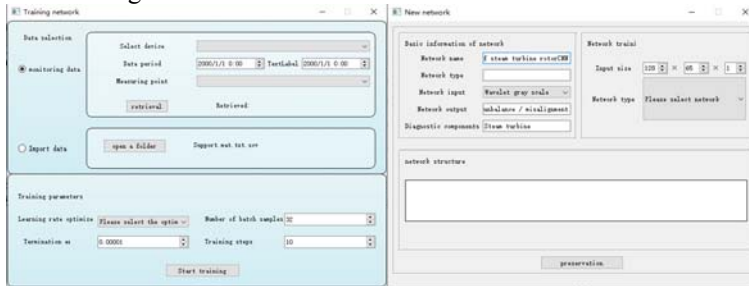 Training network
Data salection
Select device
monitoring data
Data period 2000/1/1 0:00 TextLabel 2000/1/1 0:00
Measuring point
retrieval Retrieved:
Import data open a folder Support mat.txt.csv
Training parameters
Learning rate optimize Please select the optim Number of batch samples 32
Termination er 0.00001 Training steps 10
Start training
New network
Basic information of network
Network name f steam turbine rotorCNN
Network type
Network input Wavelet gray scale
Network output unbalance / misalignment
Diagnostic components Steam turbine
Network traini
Input size 128 × 65 × 1
Network type Please select network
network structure
preservation